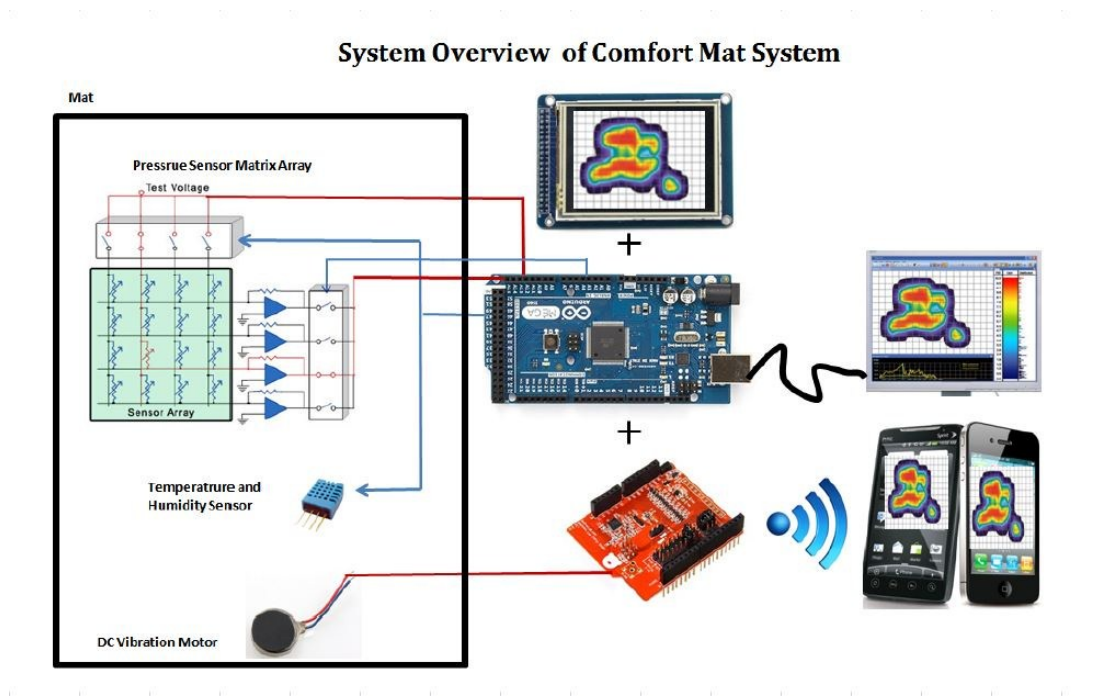 System Overview of Comfort Mat System
Mat
Pressrue Sensor Matrix Array
Test Voltage
Sensor Array
Temperatrure and
Humidity Sensor
DC Vibration Motor
+
+
MEGA
ARDUINO